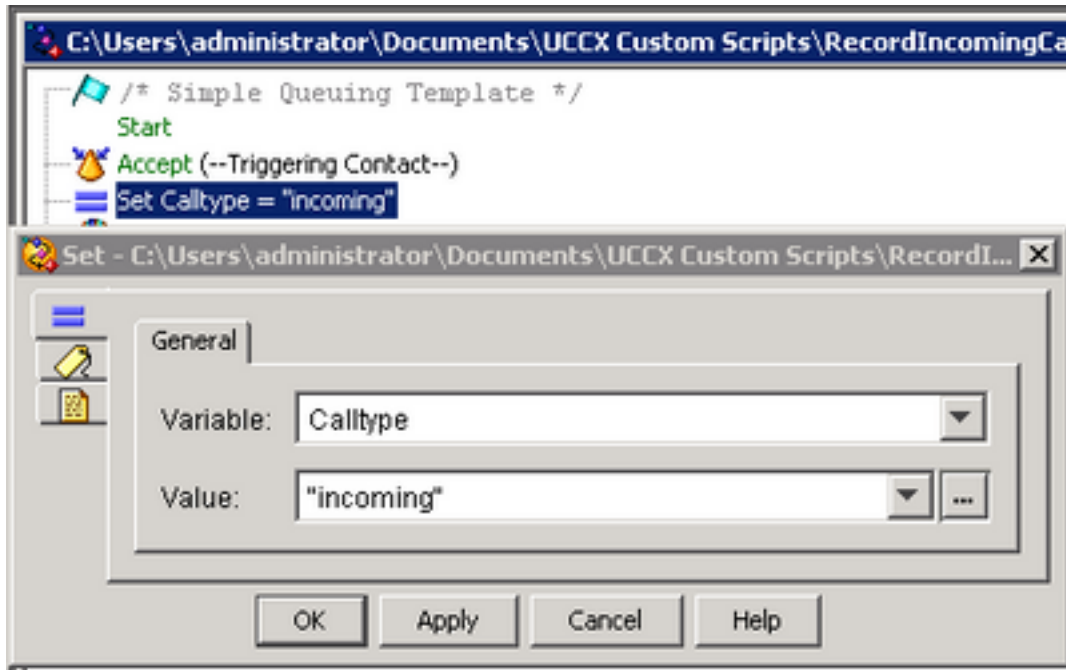 C:\Users\administrator\Documents\UCCX Custom Scripts\RecordIncomingCa
/* Simple Queuing Template */
Start
Accept (--Triggering Contact--)
Set Calltype = "incoming"
Set - C:\Users\administrator\Documents\UCCX Custom Scripts\RecordI...
General
Variable: Calltype
Value: "incoming" ...
OK Apply Cancel Help